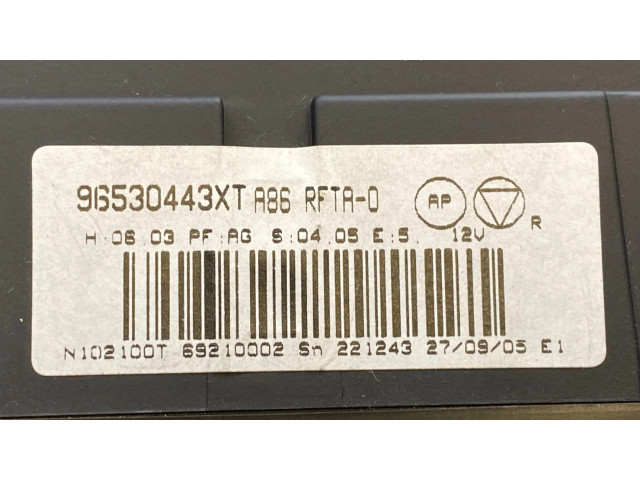 96530443XT A86 RFTA-0 AP R
H:06.03 PF:AG S:04.05 E:5. 12V
N102100T 69210002 Sn 221243 27/09/05 E1